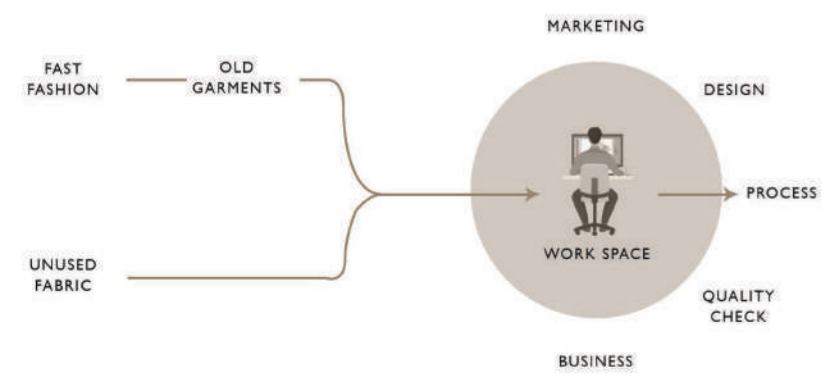 MARKETING
FAST
FASHION
OLD
GARMENTS
DESIGN
PROCESS
WORK SPACE
UNUSED
FABRIC
QUALITY
CHECK
BUSINESS